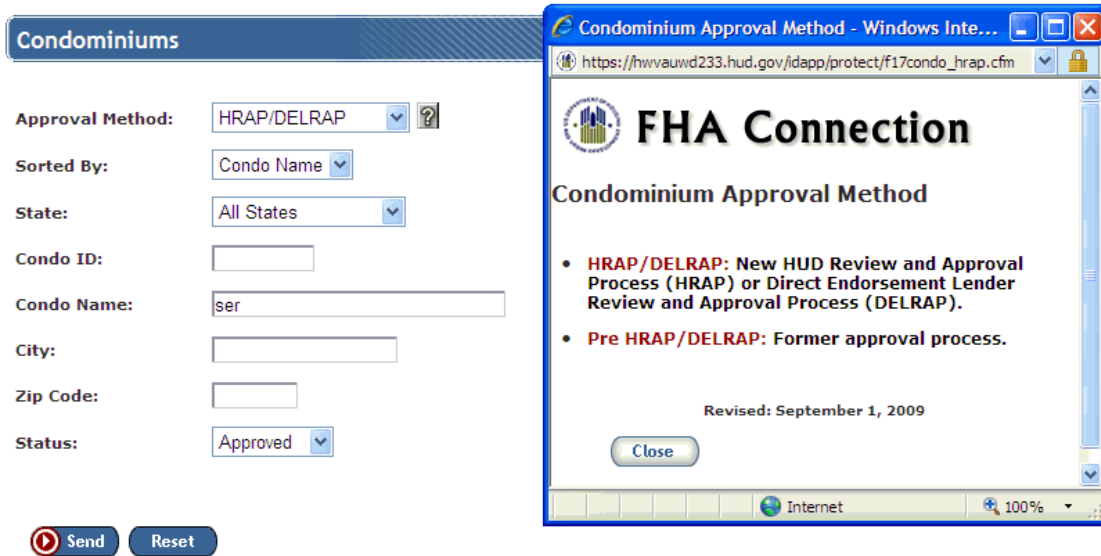 Condominiums
Approval Method: HRAP/DELRAP ?
Sorted By: Condo Name
State: All States
Condo ID:
Condo Name: ser
City:
Zip Code:
Status: Approved
Send Reset
Condominium Approval Method - Windows Inte...
https://hwvauwd233.hud.gov/idapp/protect/f17condo_hrap.cfm
FHA Connection
Condominium Approval Method
• HRAP/DELRAP: New HUD Review and Approval
Process (HRAP) or Direct Endorsement Lender
Review and Approval Process (DELRAP).
• Pre HRAP/DELRAP: Former approval process.
Revised: September 1, 2009
Close
Internet 100%